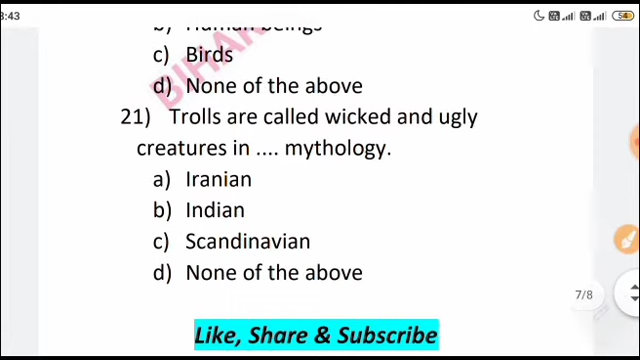 8:43
54
b) Human beings
c) Birds
d) None of the above
21) Trolls are called wicked and ugly
creatures in .... mythology.
a) Iranian
b) Indian
c) Scandinavian
d) None of the above
7/8
Like, Share & Subscribe